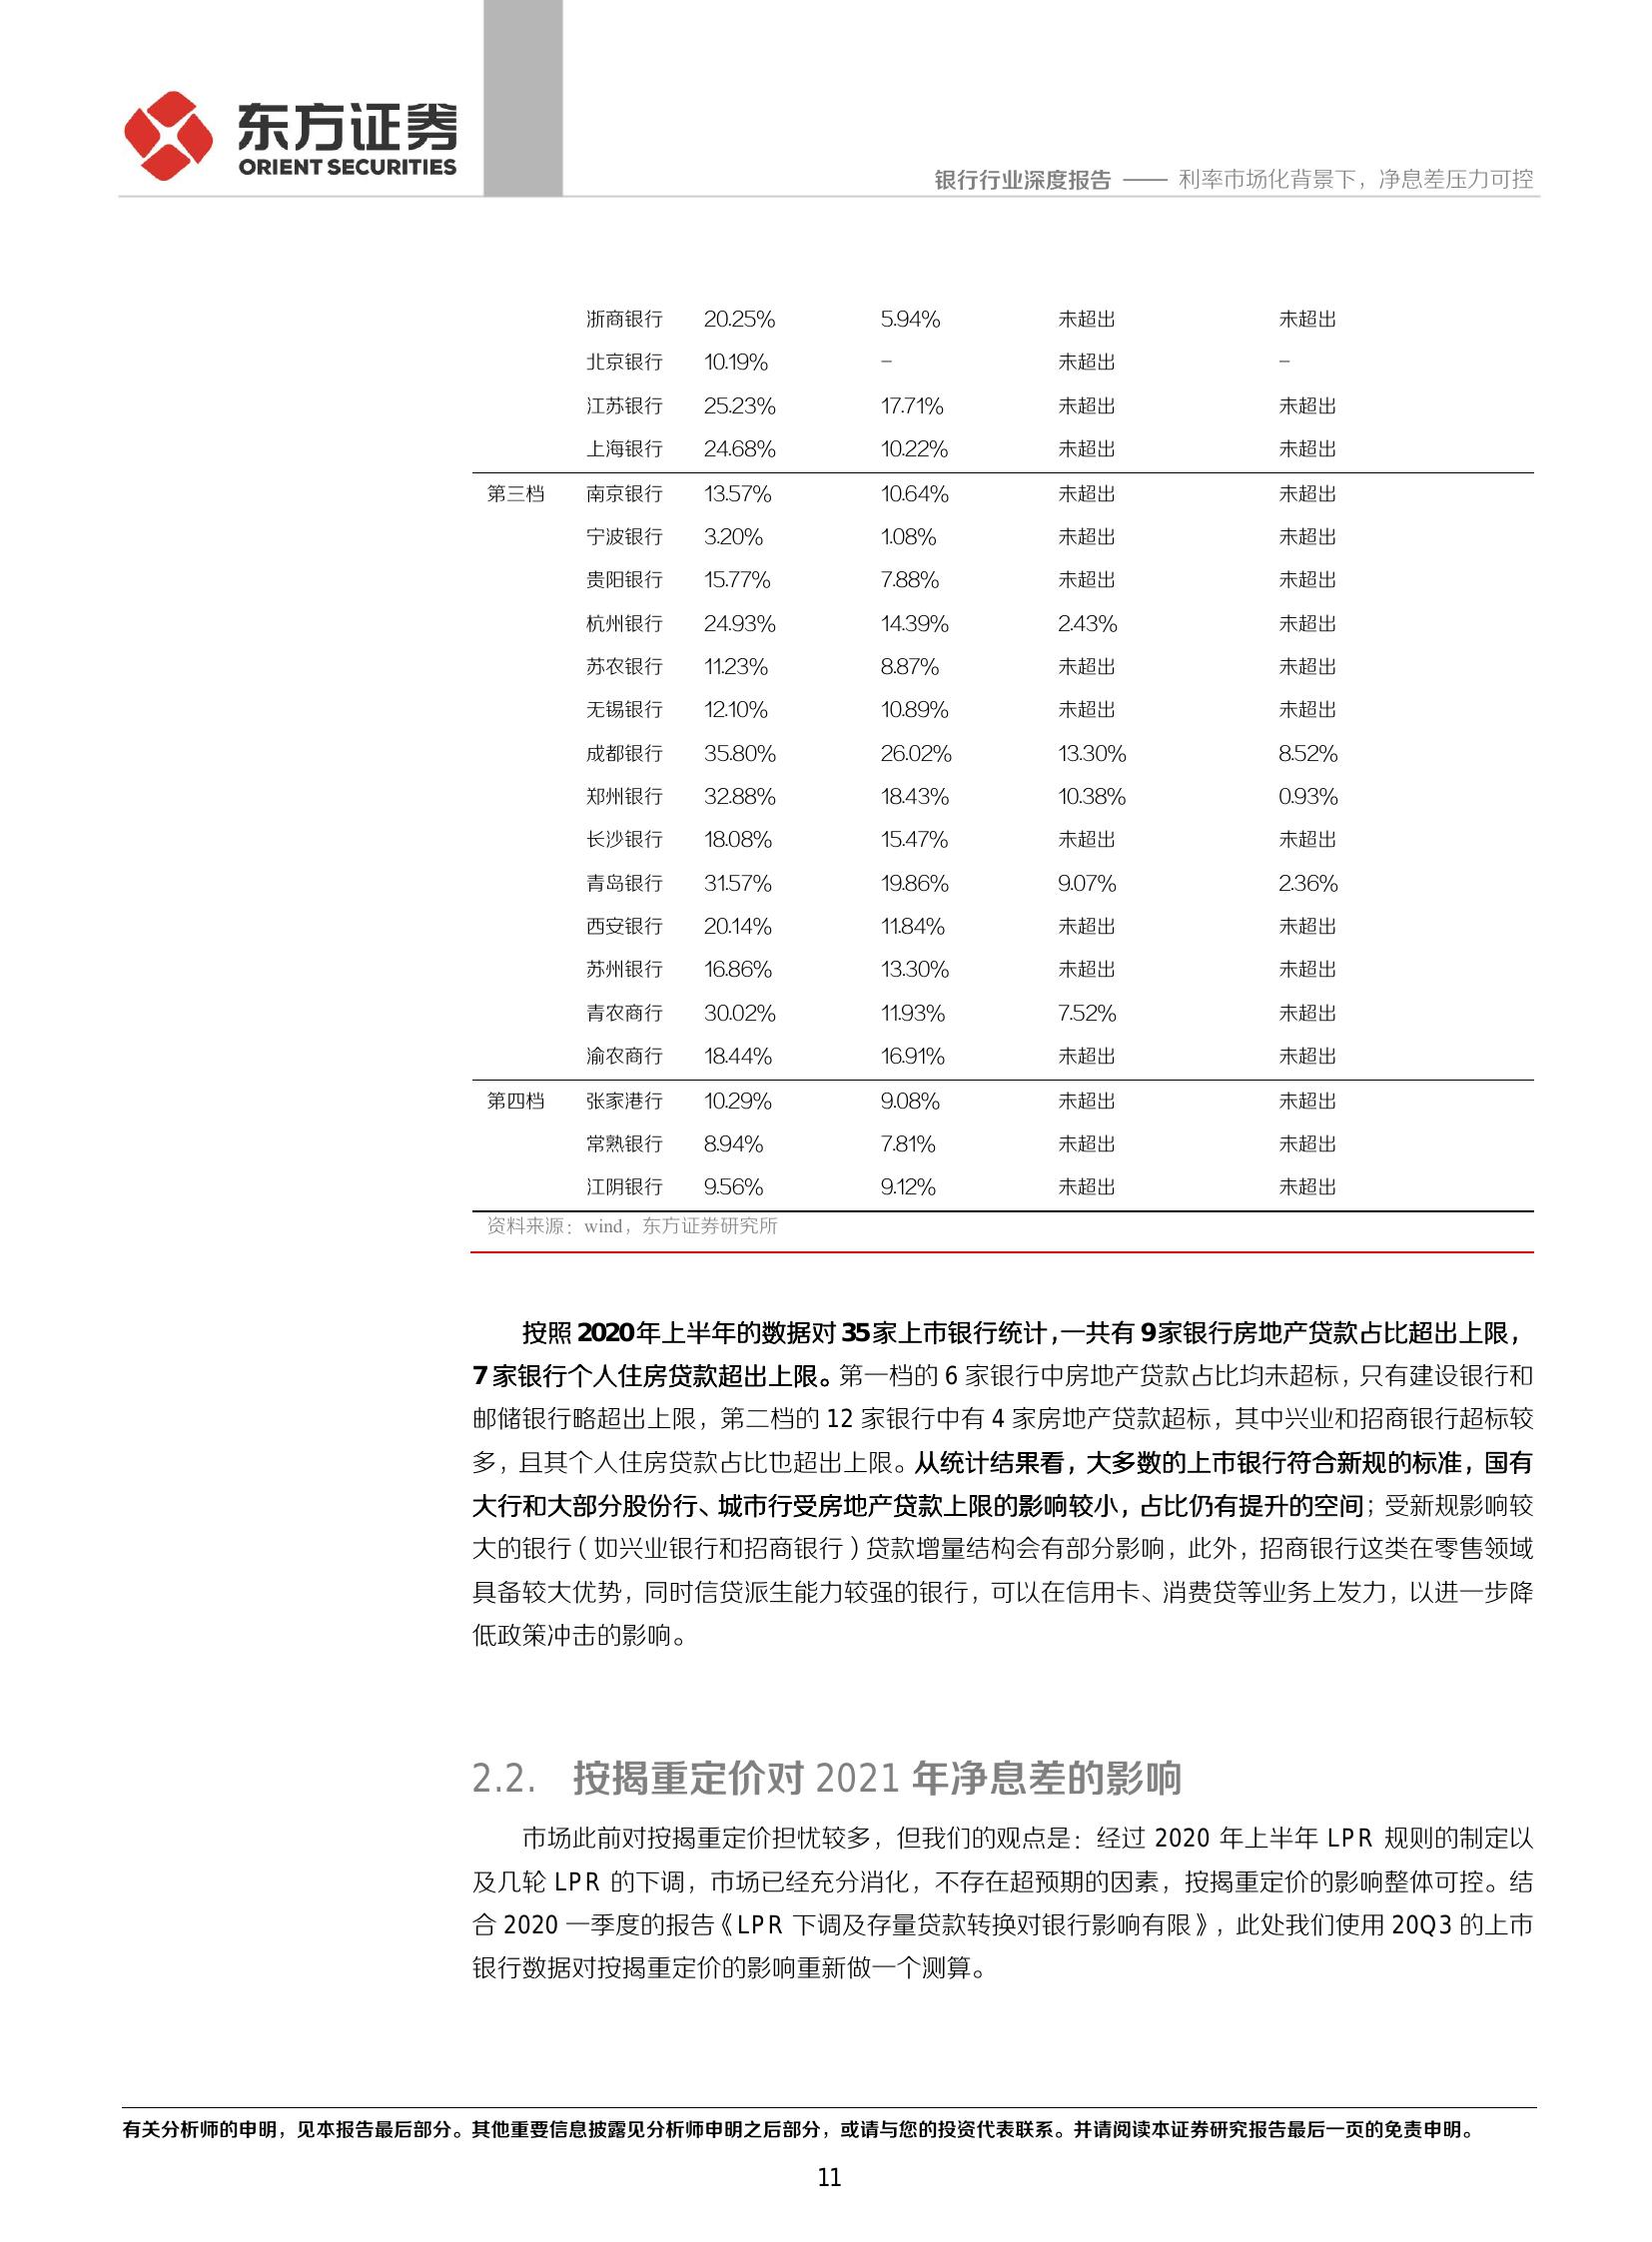 东方证券
ORIENT SECURITIES
银行行业深度报告 —— 利率市场化背景下，净息差压力可控
浙商银行 20.25% 5.94% 未超出 未超出
北京银行 10.19% – 未超出 –
江苏银行 25.23% 17.71% 未超出 未超出
上海银行 24.68% 10.22% 未超出 未超出
第三档 南京银行 13.57% 10.64% 未超出 未超出
宁波银行 3.20% 1.08% 未超出 未超出
贵阳银行 15.77% 7.88% 未超出 未超出
杭州银行 24.93% 14.39% 2.43% 未超出
苏农银行 11.23% 8.87% 未超出 未超出
无锡银行 12.10% 10.89% 未超出 未超出
成都银行 35.80% 26.02% 13.30% 8.52%
郑州银行 32.88% 18.43% 10.38% 0.93%
长沙银行 18.08% 15.47% 未超出 未超出
青岛银行 31.57% 19.86% 9.07% 2.36%
西安银行 20.14% 11.84% 未超出 未超出
苏州银行 16.86% 13.30% 未超出 未超出
青农商行 30.02% 11.93% 7.52% 未超出
渝农商行 18.44% 16.91% 未超出 未超出
第四档 张家港行 10.29% 9.08% 未超出 未超出
常熟银行 8.94% 7.81% 未超出 未超出
江阴银行 9.56% 9.12% 未超出 未超出
资料来源：wind，东方证券研究所
按照 2020 年上半年的数据对 35 家上市银行统计，一共有 9 家银行房地产贷款占比超出上限，
7 家银行个人住房贷款超出上限。第一档的 6 家银行中房地产贷款占比均未超标，只有建设银行和
邮储银行略超出上限，第二档的 12 家银行中有 4 家房地产贷款超标，其中兴业和招商银行超标较
多，且其个人住房贷款占比也超出上限。从统计结果看，大多数的上市银行符合新规的标准，国有
大行和大部分股份行、城市行受房地产贷款上限的影响较小，占比仍有提升的空间；受新规影响较
大的银行（如兴业银行和招商银行）贷款增量结构会有部分影响，此外，招商银行这类在零售领域
具备较大优势，同时信贷派生能力较强的银行，可以在信用卡、消费贷等业务上发力，以进一步降
低政策冲击的影响。
2.2. 按揭重定价对 2021 年净息差的影响
市场此前对按揭重定价担忧较多，但我们的观点是：经过 2020 年上半年 LPR 规则的制定以
及几轮 LPR 的下调，市场已经充分消化，不存在超预期的因素，按揭重定价的影响整体可控。结
合 2020 一季度的报告《LPR 下调及存量贷款转换对银行影响有限》，此处我们使用 20Q3 的上市
银行数据对按揭重定价的影响重新做一个测算。
有关分析师的申明，见本报告最后部分。其他重要信息披露见分析师申明之后部分，或请与您的投资代表联系。并请阅读本证券研究报告最后一页的免责申明。
11